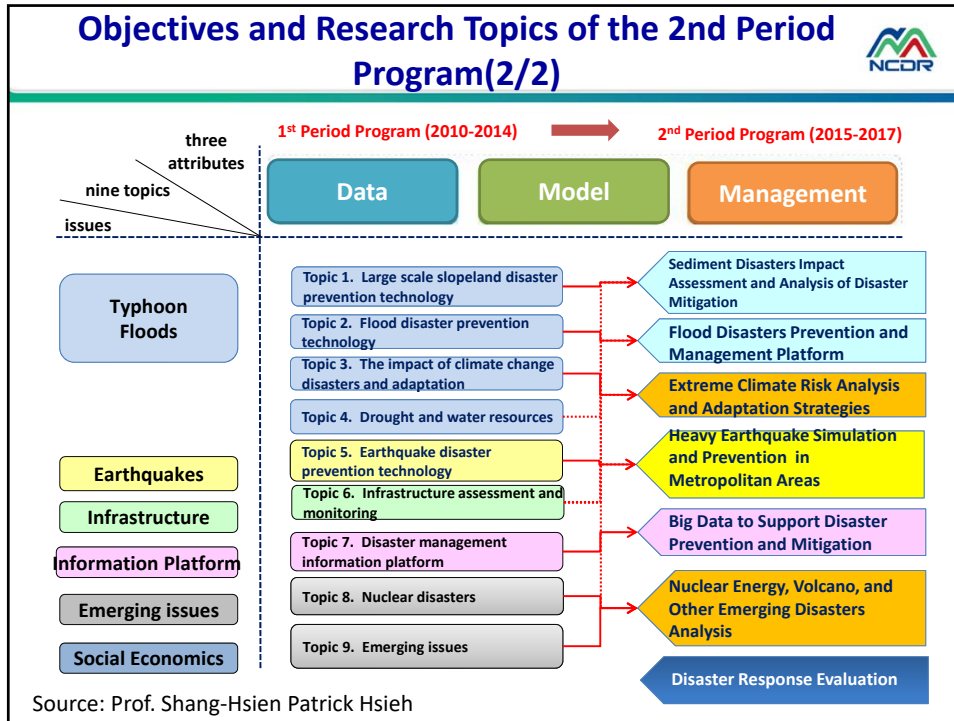 Objectives and Research Topics of the 2nd Period
Program(2/2)
NCDR
1st Period Program (2010-2014)
2nd Period Program (2015-2017)
three
attributes
nine topics
issues
Data
Model
Management
Typhoon
Floods
Earthquakes
Infrastructure
Information Platform
Emerging issues
Social Economics
Topic 1. Large scale slopeland disaster
prevention technology
Topic 2. Flood disaster prevention
technology
Topic 3. The impact of climate change
disasters and adaptation
Topic 4. Drought and water resources
Topic 5. Earthquake disaster
prevention technology
Topic 6. Infrastructure assessment and
monitoring
Topic 7. Disaster management
information platform
Topic 8. Nuclear disasters
Topic 9. Emerging issues
Sediment Disasters Impact
Assessment and Analysis of Disaster
Mitigation
Flood Disasters Prevention and
Management Platform
Extreme Climate Risk Analysis
and Adaptation Strategies
Heavy Earthquake Simulation
and Prevention in
Metropolitan Areas
Big Data to Support Disaster
Prevention and Mitigation
Nuclear Energy, Volcano, and
Other Emerging Disasters
Analysis
Disaster Response Evaluation
Source: Prof. Shang-Hsien Patrick Hsieh